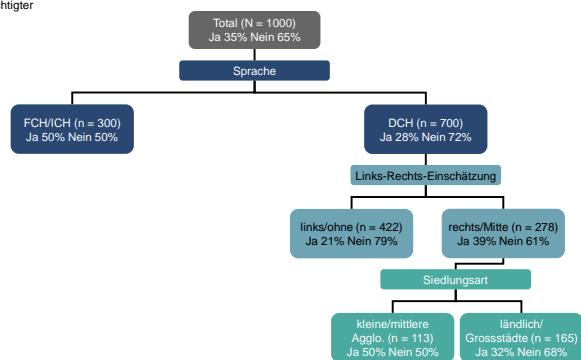 chtigter
Total (N = 1000)
Ja 35% Nein 65%
Sprache
FCH/ICH (n = 300)
Ja 50% Nein 50%
DCH (n = 700)
Ja 28% Nein 72%
Links-Rechts-Einschätzung
links/ohne (n = 422)
Ja 21% Nein 79%
rechts/Mitte (n = 278)
Ja 39% Nein 61%
Siedlungsart
kleine/mittlere
Agglo. (n = 113)
Ja 50% Nein 50%
ländlich/
Grossstädte (n = 165)
Ja 32% Nein 68%